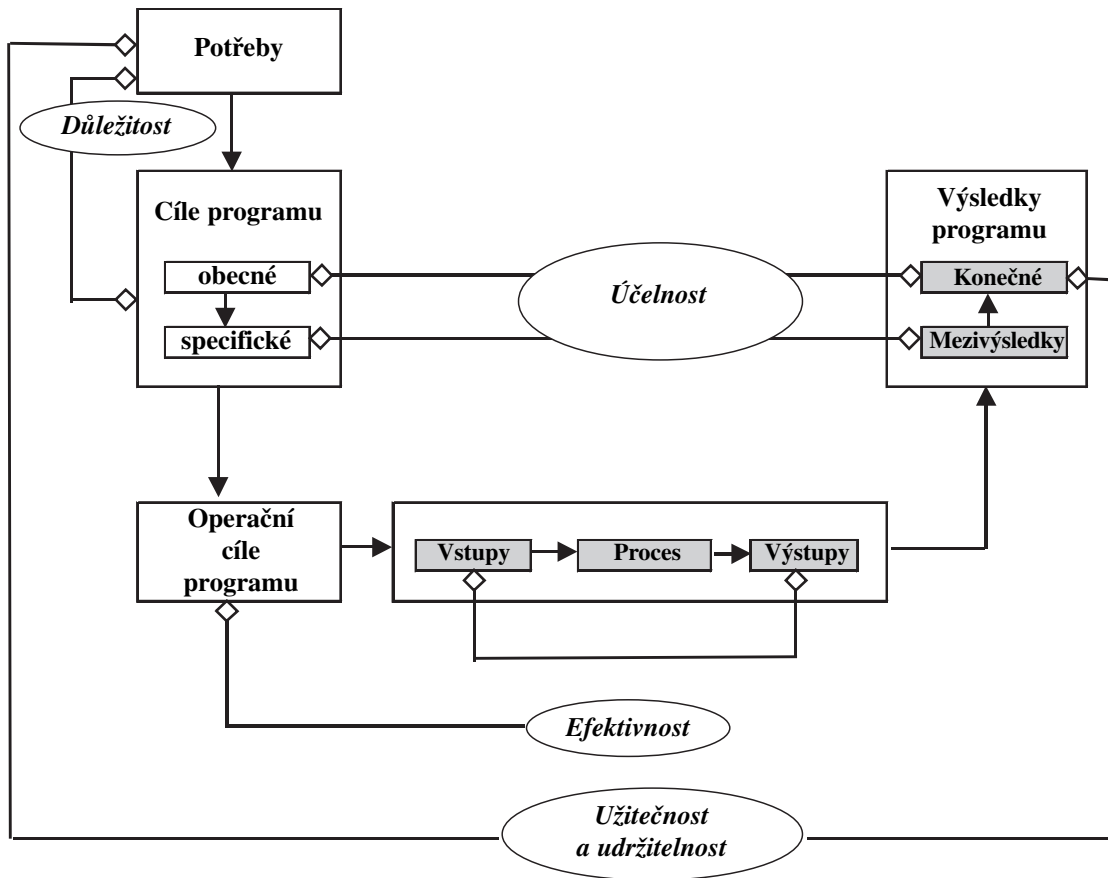 Potřeby
Důležitost
Cíle programu
obecné
specifické
Účelnost
Výsledky
programu
Konečné
Mezivýsledky
Operační
cíle
programu
Vstupy
Proces
Výstupy
Efektivnost
Užitečnost
a udržitelnost